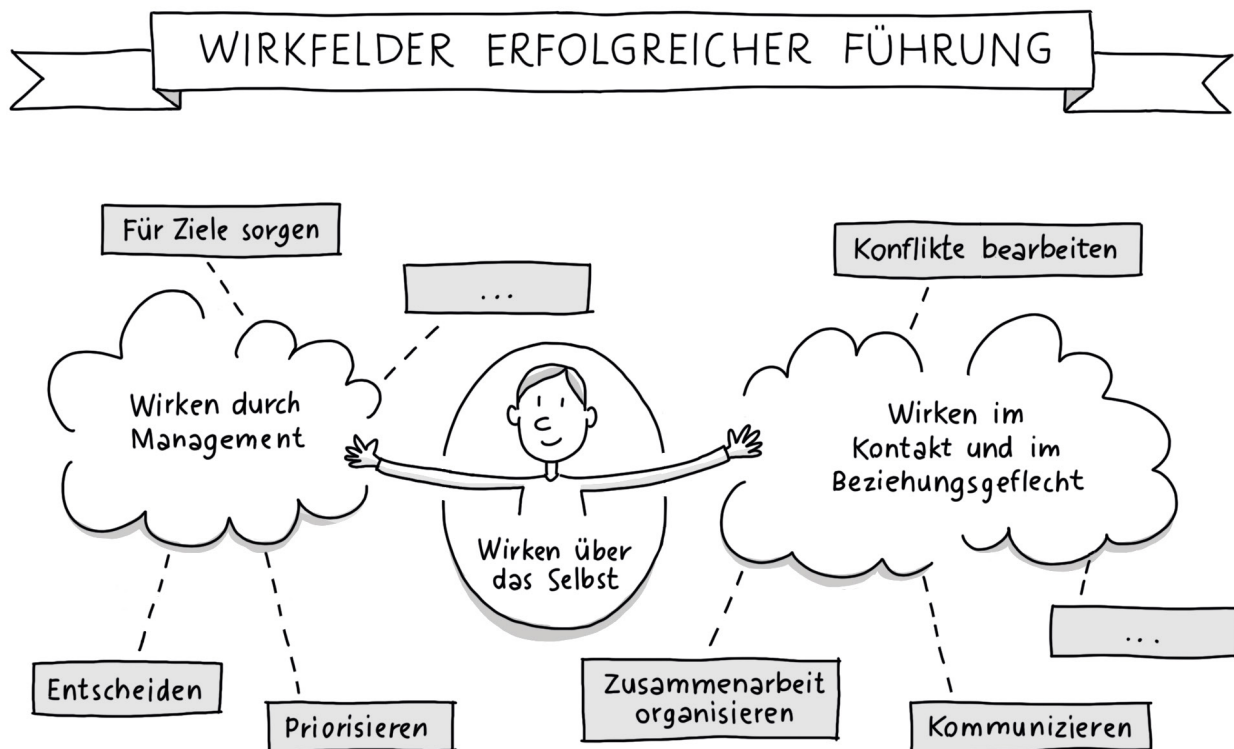 WIRKFELDER ERFOLGREICHER FÜHRUNG
Für Ziele sorgen
...
Konflikte bearbeiten
Wirken durch
Management
Wirken im
Kontakt und im
Beziehungsgeflecht
Wirken über
das Selbst
...
Entscheiden
Priorisieren
Zusammenarbeit
organisieren
Kommunizieren